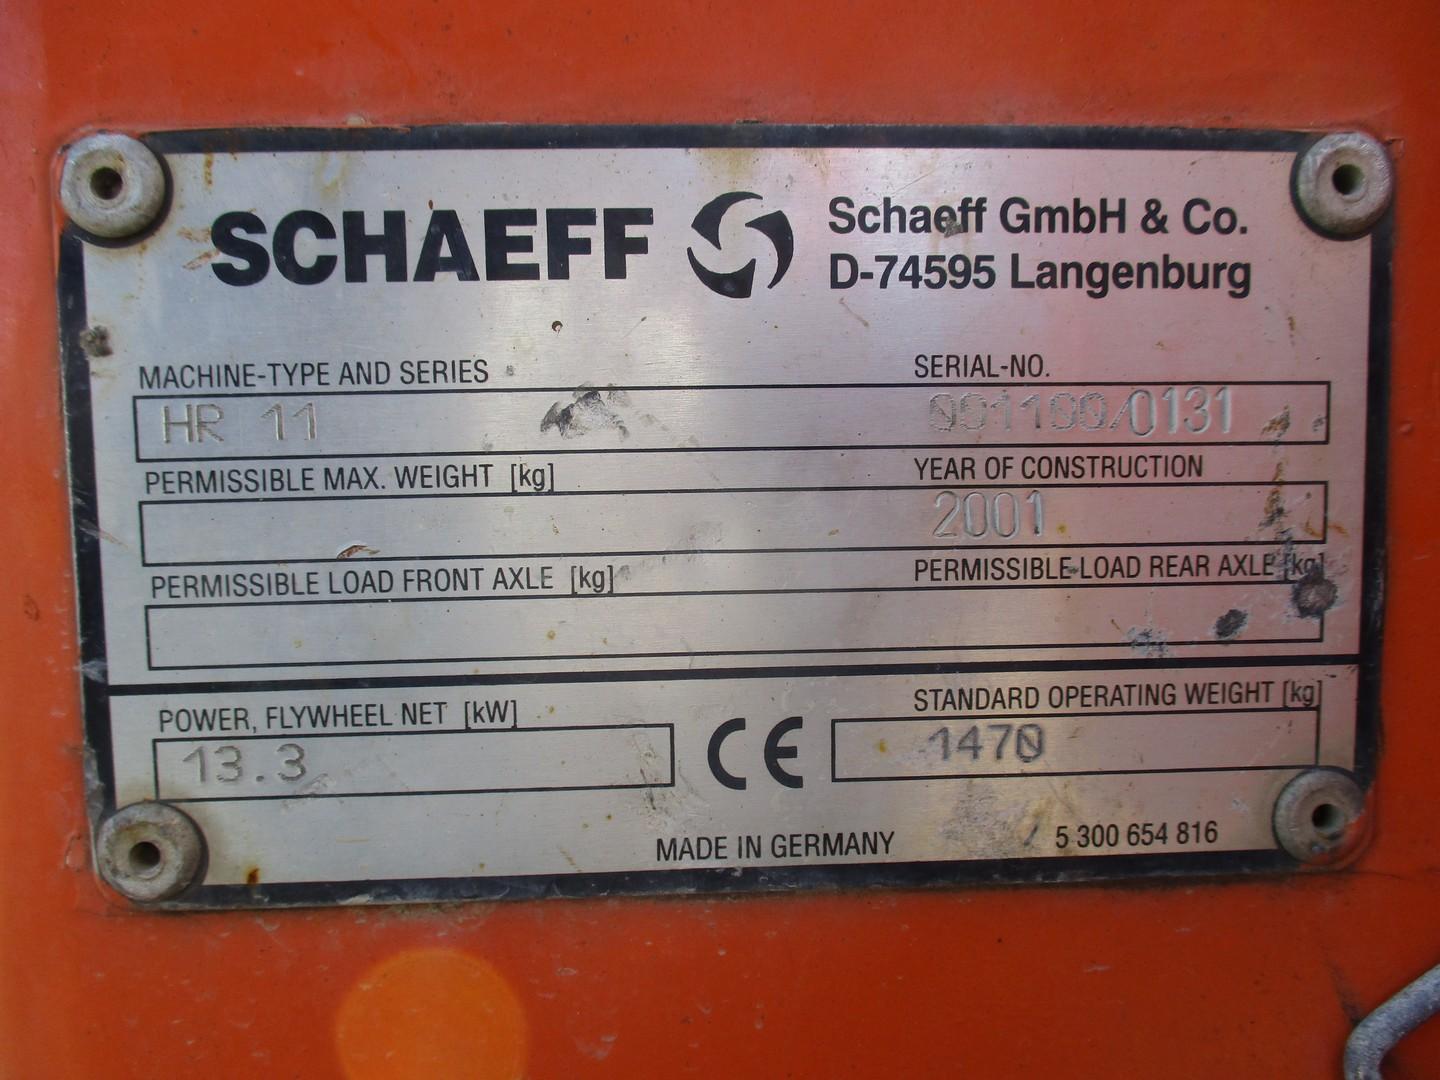 SCHAEFF
Schaeff GmbH & Co.
D-74595 Langenburg
MACHINE-TYPE AND SERIES SERIAL-NO.
HR 11 001100/0131
PERMISSIBLE MAX. WEIGHT [kg] YEAR OF CONSTRUCTION
2001
PERMISSIBLE LOAD FRONT AXLE [kg] PERMISSIBLE LOAD REAR AXLE [kg]
POWER, FLYWHEEL NET [kW] STANDARD OPERATING WEIGHT [kg]
13.3 CE 1470
MADE IN GERMANY 5 300 654 816